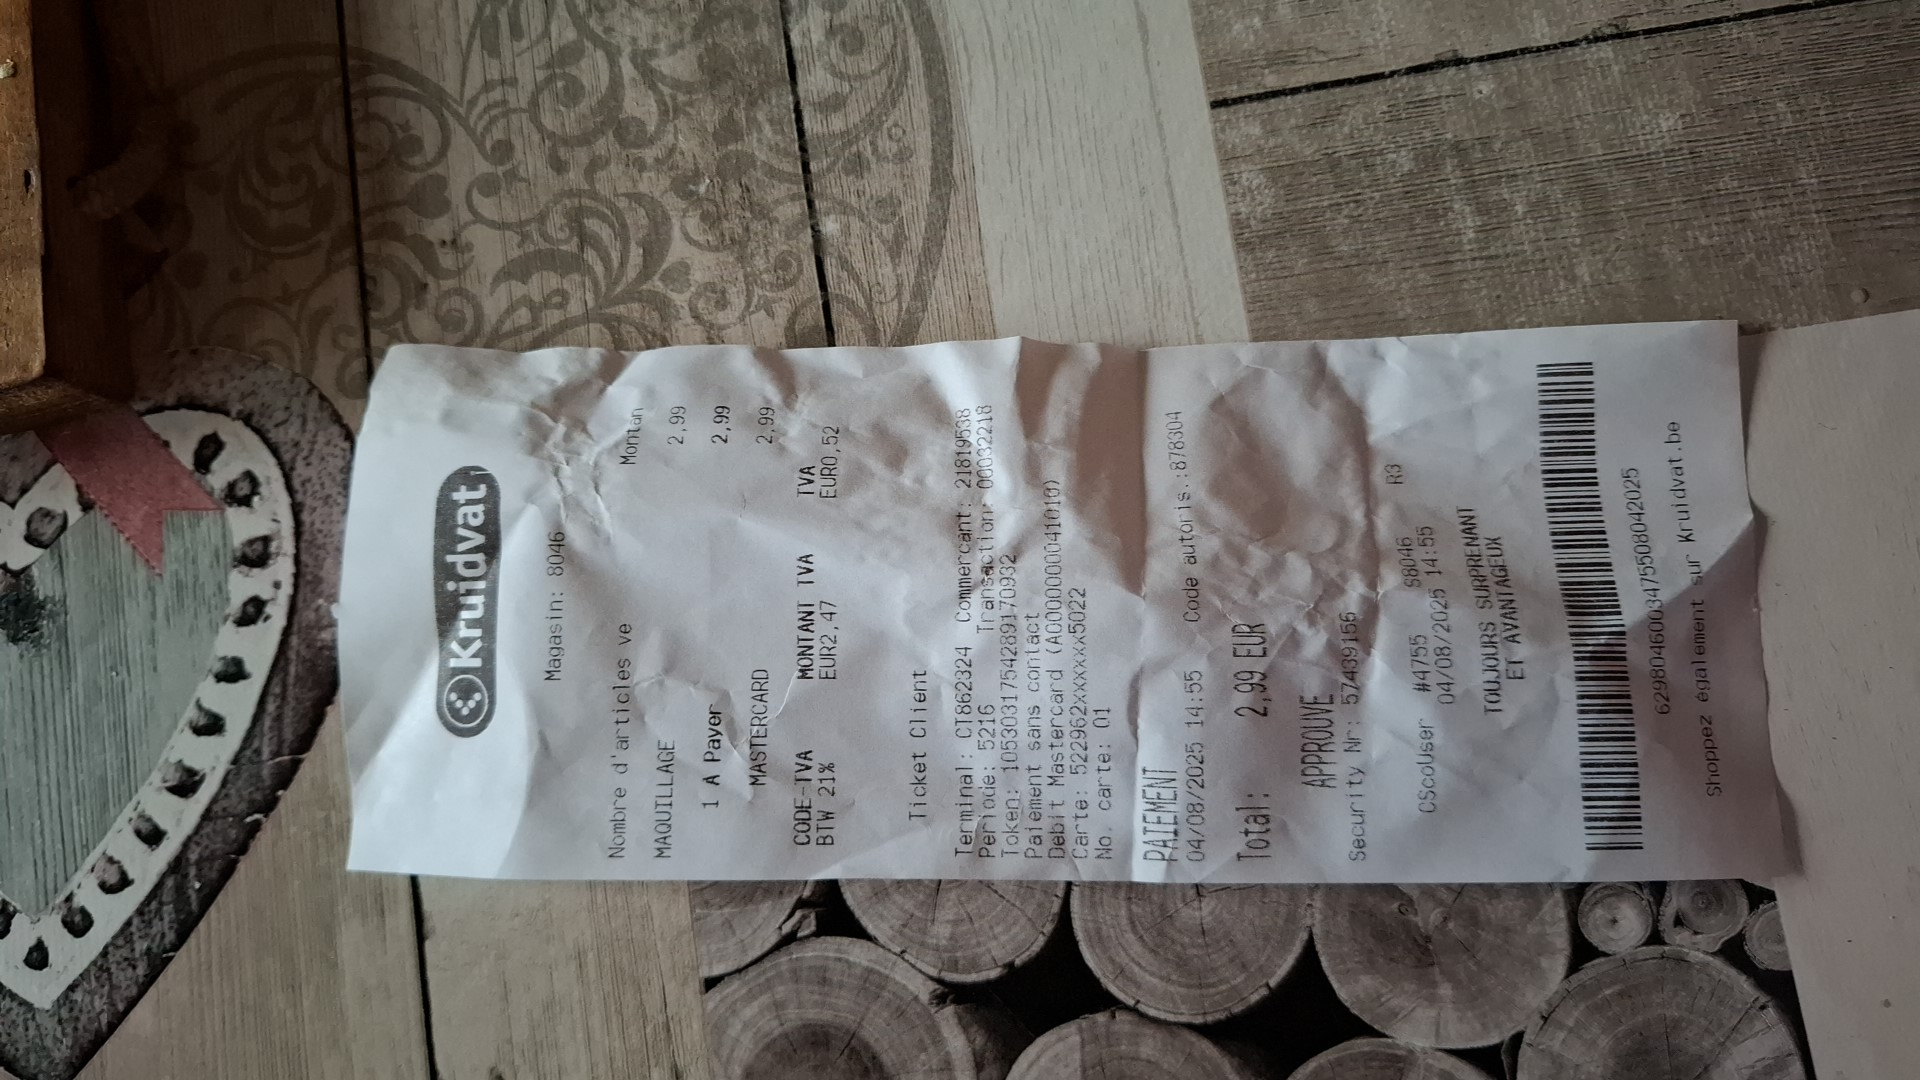 Kruidvat
Magasin: 8046
Nombre d'articles ve Montan
MAQUILLAGE 2,99
1 A Payer 2,99
MASTERCARD 2,99
CODE-TVA MONTANT TVA TVA
BTW 21% EUR2,47 EUR0,52
Ticket Client
Terminal: CT862324 Commercant: 21819538
Periode: 5216 Transaction: 00032218
Token: 1053031754289170932
Paiement sans contact
Debit Mastercard (A0000000041010)
Carte: 522962xxxxxx5022
No. carte: 01
PAIEMENT
04/08/2025 14:55 Code autoris.:878304
Total: 2,99 EUR
APPROUVE
Security Nr: 57439156
CScoUser #4755 S8046 R3
04/08/2025 14:55
TOUJOURS SURPRENANT
ET AVANTAGEUX
Shoppez également sur Kruidvat.be